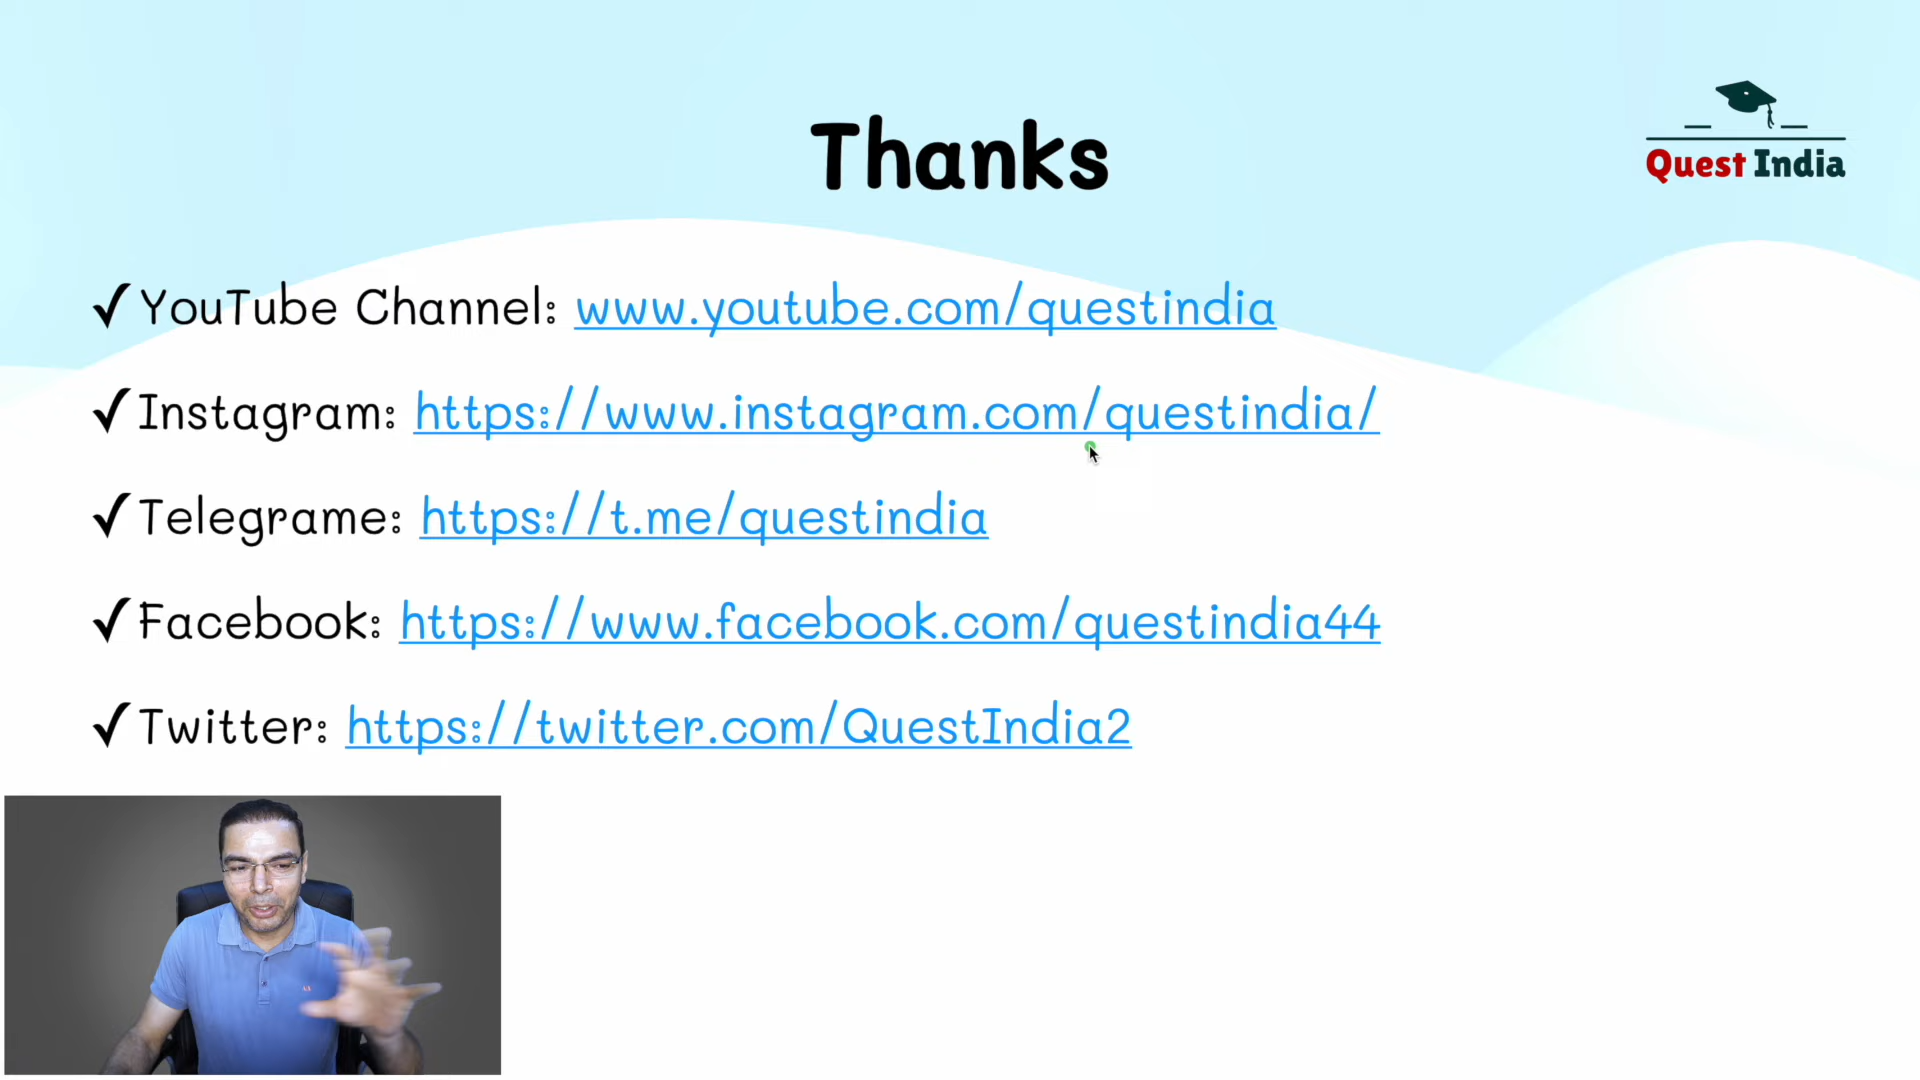 Thanks
Quest India
✓YouTube Channel: www.youtube.com/questindia
✓Instagram: https://www.instagram.com/questindia/
✓Telegrame: https://t.me/questindia
✓Facebook: https://www.facebook.com/questindia44
✓Twitter: https://twitter.com/QuestIndia2